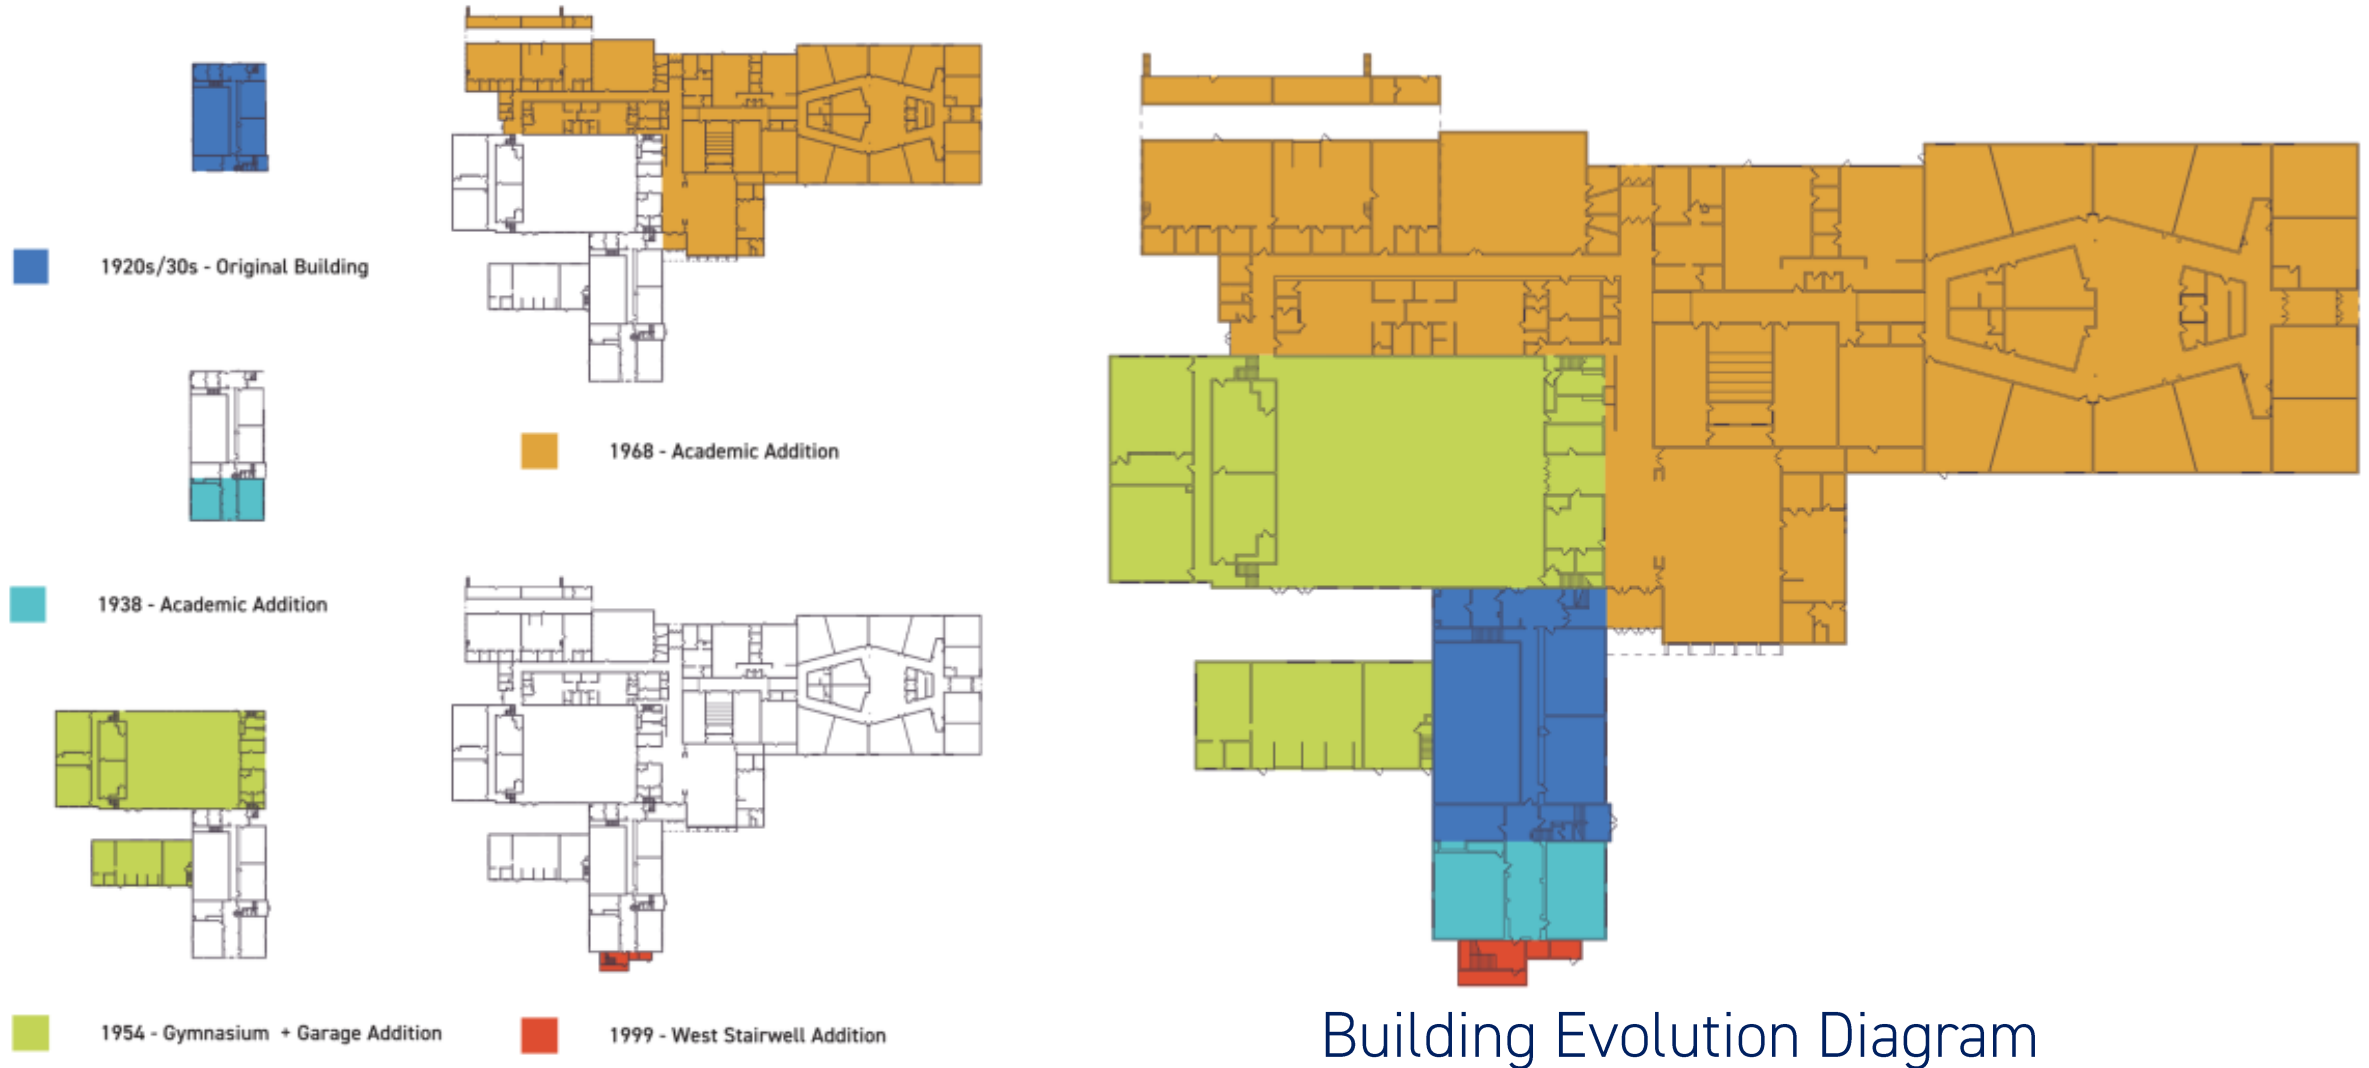 1920s/30s - Original Building
1938 - Academic Addition
1954 - Gymnasium + Garage Addition
1968 - Academic Addition
1999 - West Stairwell Addition
Building Evolution Diagram